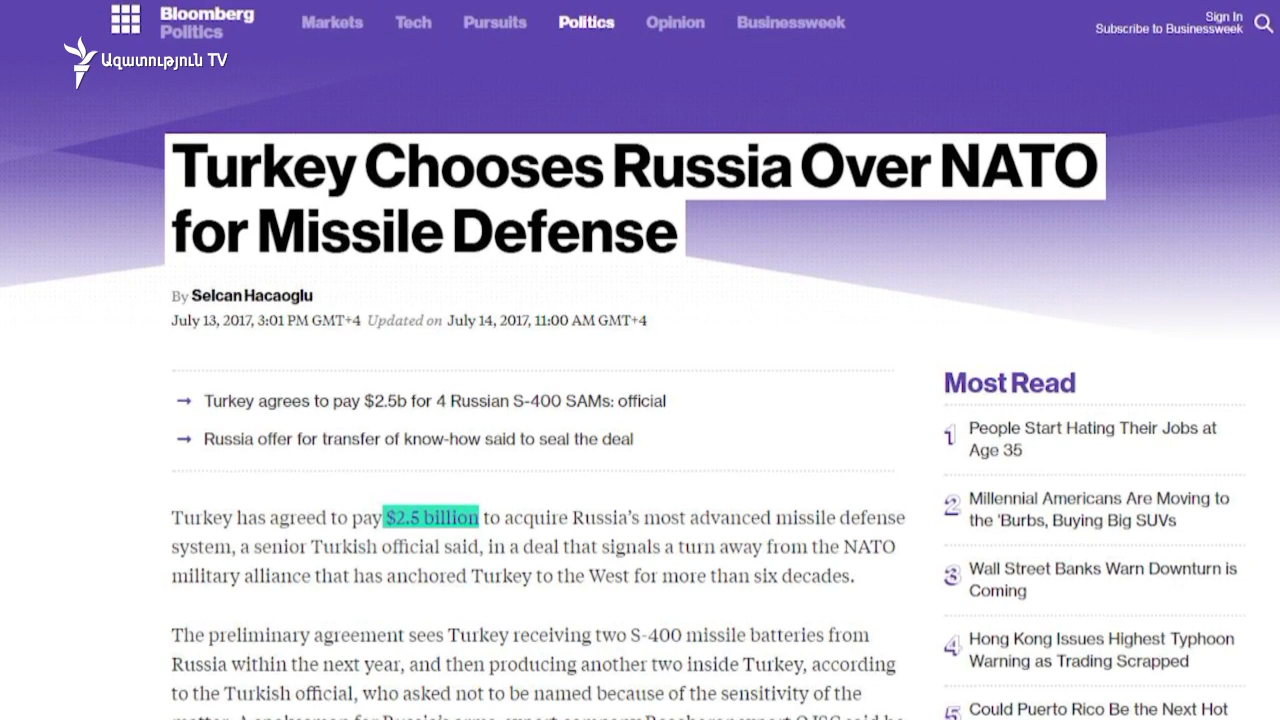 Bloomberg
Politics
Markets
Tech
Pursuits
Politics
Opinion
Businessweek
Sign In
Subscribe to Businessweek
Ազատություն TV
Turkey Chooses Russia Over NATO
for Missile Defense
By Selcan Hacaoglu
July 13, 2017, 3:01 PM GMT+4 Updated on July 14, 2017, 11:00 AM GMT+4
→ Turkey agrees to pay $2.5b for 4 Russian S-400 SAMs: official
→ Russia offer for transfer of know-how said to seal the deal
Turkey has agreed to pay $2.5 billion to acquire Russia's most advanced missile defense
system, a senior Turkish official said, in a deal that signals a turn away from the NATO
military alliance that has anchored Turkey to the West for more than six decades.
The preliminary agreement sees Turkey receiving two S-400 missile batteries from
Russia within the next year, and then producing another two inside Turkey, according
to the Turkish official, who asked not to be named because of the sensitivity of the
Most Read
1 People Start Hating Their Jobs at
Age 35
2 Millennial Americans Are Moving to
the 'Burbs, Buying Big SUVs
3 Wall Street Banks Warn Downturn is
Coming
4 Hong Kong Issues Highest Typhoon
Warning as Trading Scrapped
5 Could Puerto Rico Be the Next Hot